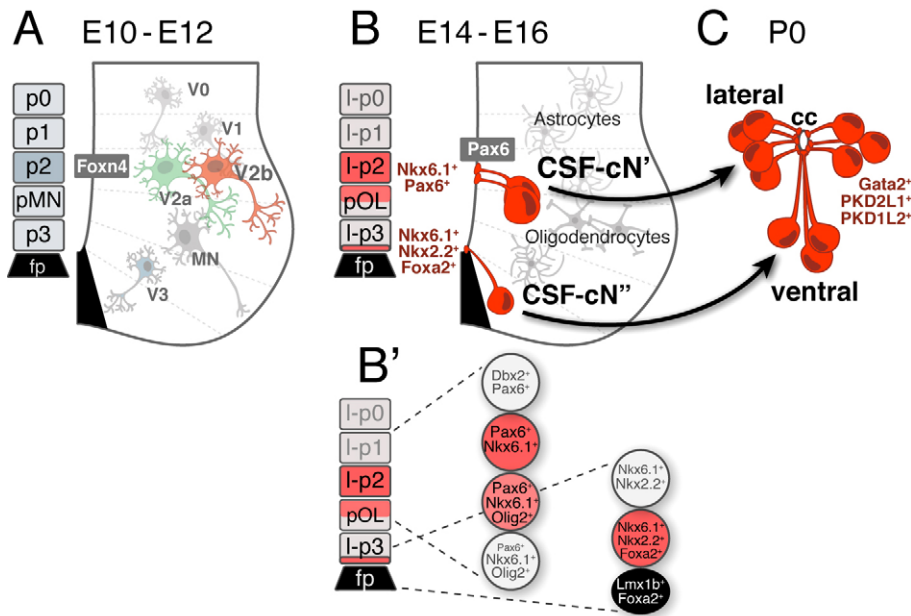 A E10 - E12
p0
p1
p2
pMN
p3
fp
Foxn4
V0
V1
V2b
V2a
MN
V3
B E14 - E16
l-p0
l-p1
l-p2
pOL
l-p3
fp
Nkx6.1⁺
Pax6⁺
Nkx6.1⁺
Nkx2.2⁺
Foxa2⁺
Pax6
Astrocytes
CSF-cN'
Oligodendrocytes
CSF-cN''
C P0
lateral
cc
Gata2⁺
PKD2L1⁺
PKD1L2⁺
ventral
B'
l-p0
l-p1
l-p2
pOL
l-p3
fp
Dbx2⁺
Pax6⁺
Pax6⁺
Nkx6.1⁺
Pax6⁺
Nkx6.1⁺
Olig2⁺
Pax6⁺
Nkx6.1⁺
Olig2⁺
Nkx6.1⁺
Nkx2.2⁺
Nkx6.1⁺
Nkx2.2⁺
Foxa2⁺
Lmx1b⁺
Foxa2⁺